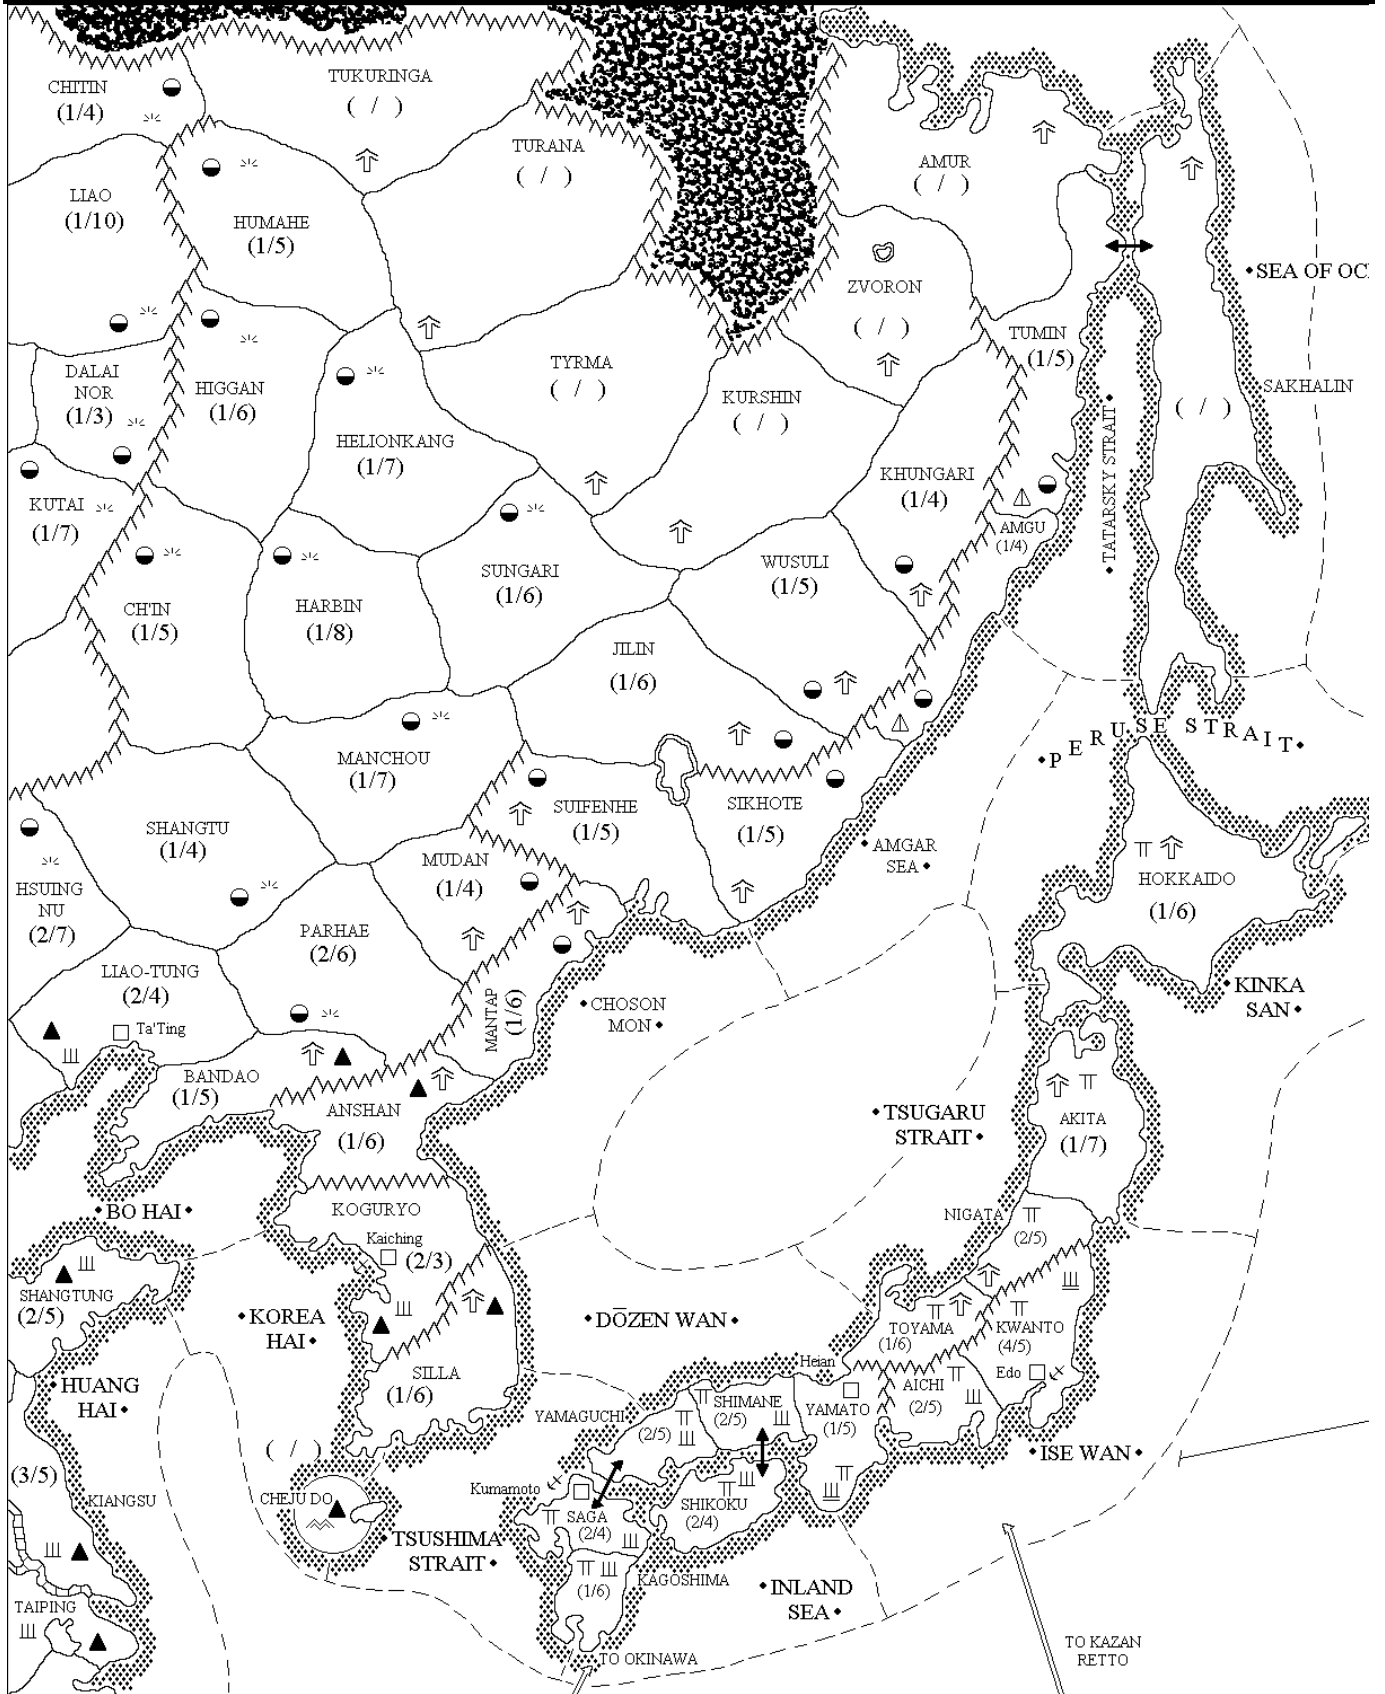 CHITIN
(1/4)
TUKURINGA
( / )
TURANA
( / )
AMUR
( / )
LIAO
(1/10)
HUMAHE
(1/5)
ZVORON
( / )
SEA OF OC
TUMIN
(1/5)
DALAI
NOR
(1/3)
HIGGAN
(1/6)
TYRMA
( / )
KURSHIN
( / )
SAKHALIN
( / )
TATARSKY STRAIT
HELIONKANG
(1/7)
KHUNGARI
(1/4)
KUTAI
(1/7)
AMGU
(1/4)
CH'IN
(1/5)
HARBIN
(1/8)
SUNGARI
(1/6)
WUSULI
(1/5)
JILIN
(1/6)
PERUSE STRAIT
MANCHOU
(1/7)
SHANGTU
(1/4)
SUIFENHE
(1/5)
SIKHOTE
(1/5)
AMGAR
SEA
HSUING
NU
(2/7)
MUDAN
(1/4)
HOKKAIDO
(1/6)
PARHAE
(2/6)
LIAO-TUNG
(2/4)
Ta'Ting
MANTAP
(1/6)
CHOSON
MON
KINKA
SAN
BANDAO
(1/5)
ANSHAN
(1/6)
TSUGARU
STRAIT
AKITA
(1/7)
BO HAI
KOGURYO
Kaiching
(2/3)
NIGATA
(2/5)
SHANGTUNG
(2/5)
KOREA
HAI
DŌZEN WAN
TOYAMA
(1/6)
KWANTO
(4/5)
Edo
HUANG
HAI
SILLA
(1/6)
Heian
YAMAGUCHI
(2/5)
SHIMANE
(2/5)
YAMATO
(1/5)
AICHI
(2/5)
ISE WAN
( / )
CHEJU DO
(3/5)
KIANGSU
Kumamoto
SAGA
(2/4)
SHIKOKU
(2/4)
TSUSHIMA
STRAIT
(1/6)
KAGOSHIMA
INLAND
SEA
TAIPING
TO OKINAWA
TO KAZAN
RETTO